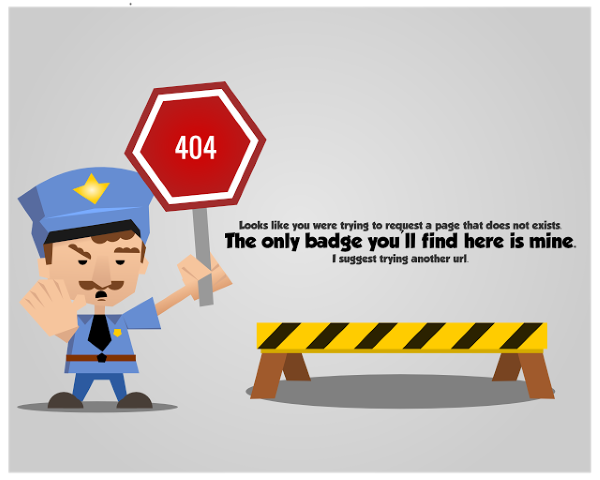 404
Looks like you were trying to request a page that does not exists.
The only badge you'll find here is mine.
I suggest trying another url.